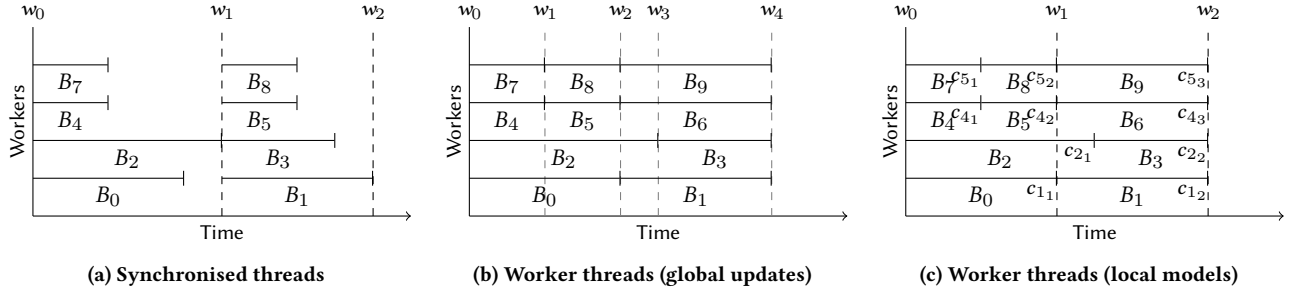 w0 w1 w2
Workers
B7 B8
B4 B5
B2 B3
B0 B1
Time
(a) Synchronised threads
w0 w1 w2 w3 w4
Workers
B7 B8 B9
B4 B5 B6
B2 B3
B0 B1
Time
(b) Worker threads (global updates)
w0 w1 w2
Workers
B7 c51 B8 c52 B9 c53
B4 c41 B5 c42 B6 c43
B2 c21 B3 c22
B0 c11 B1 c12
Time
(c) Worker threads (local models)